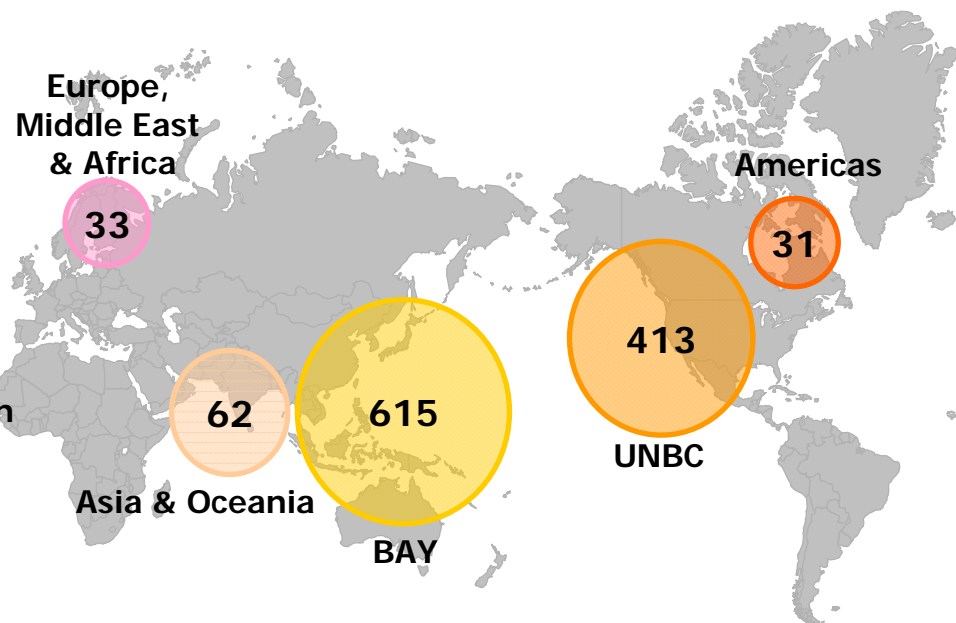 Europe,
Middle East
& Africa
33
Americas
31
413
UNBC
62
615
Asia & Oceania
BAY